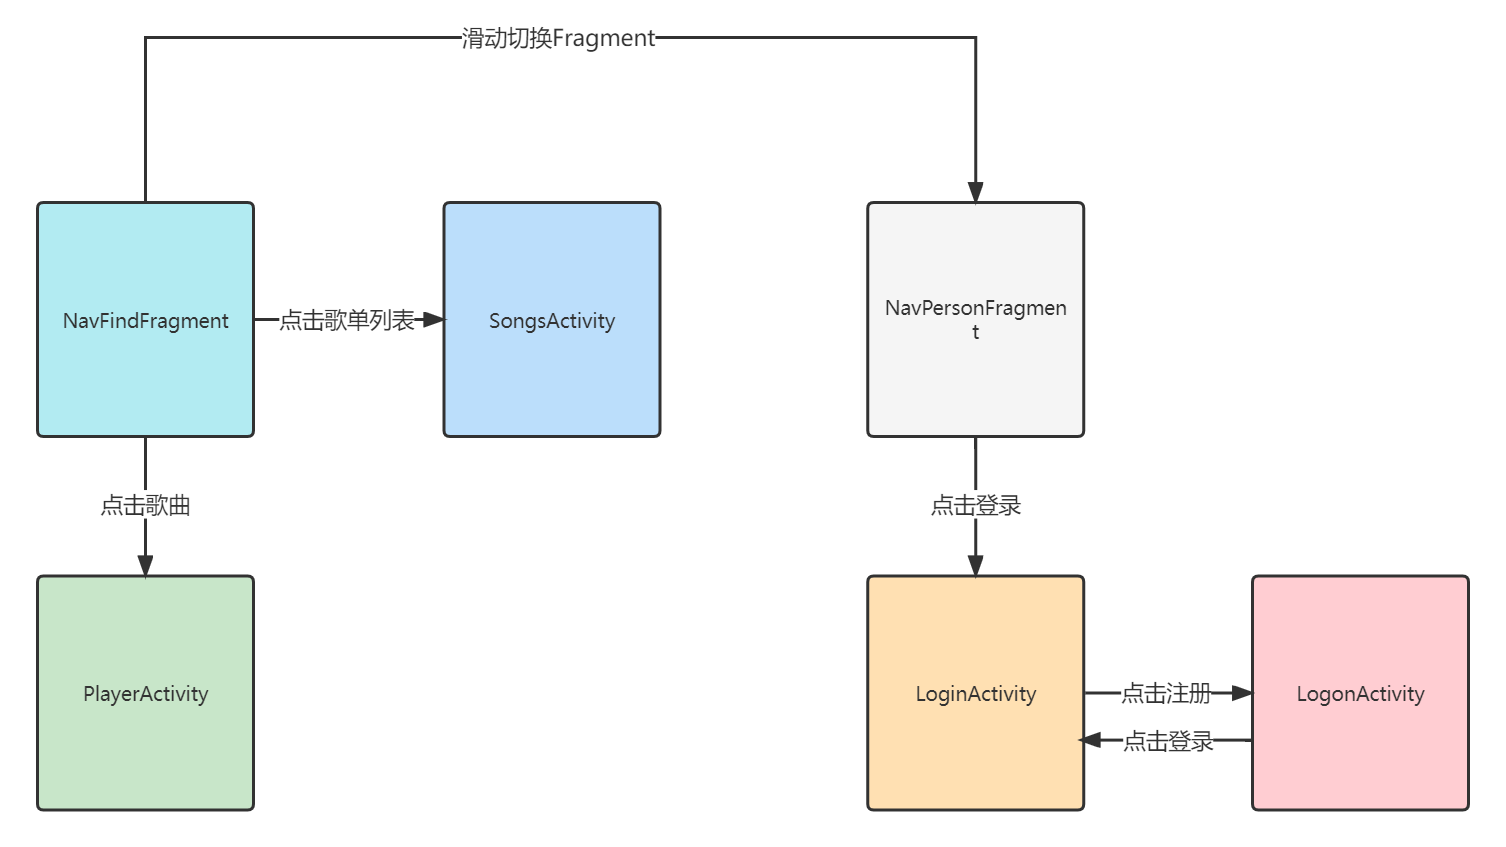 滑动切换Fragment
NavFindFragment
点击歌单列表
SongsActivity
NavPersonFragmen
t
点击歌曲
点击登录
PlayerActivity
LoginActivity
点击注册
LogonActivity
点击登录